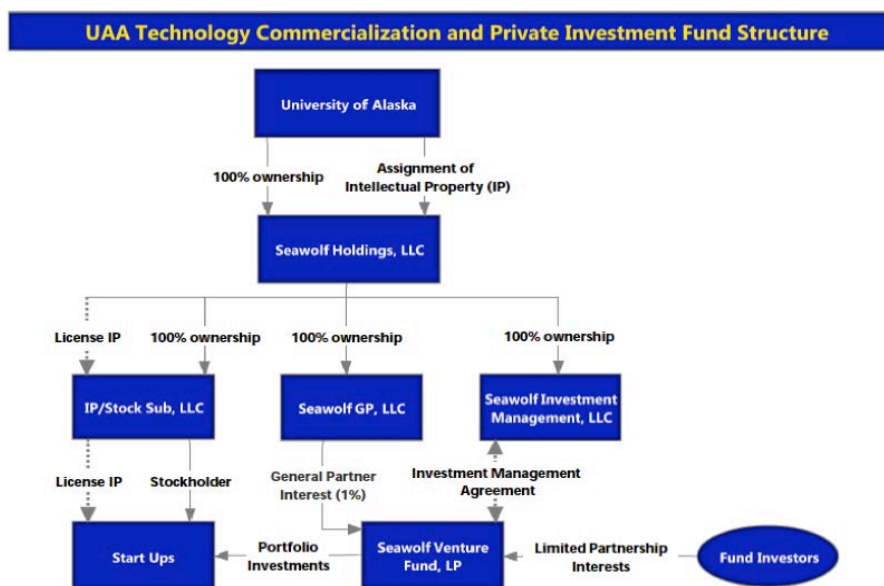 UAA Technology Commercialization and Private Investment Fund Structure
University of Alaska
100% ownership
Assignment of
Intellectual Property (IP)
Seawolf Holdings, LLC
License IP
100% ownership
100% ownership
100% ownership
IP/Stock Sub, LLC
Seawolf GP, LLC
Seawolf Investment
Management, LLC
License IP
Stockholder
General Partner
Interest (1%)
Investment Management
Agreement
Start Ups
Portfolio
Investments
Seawolf Venture
Fund, LP
Limited Partnership
Interests
Fund Investors